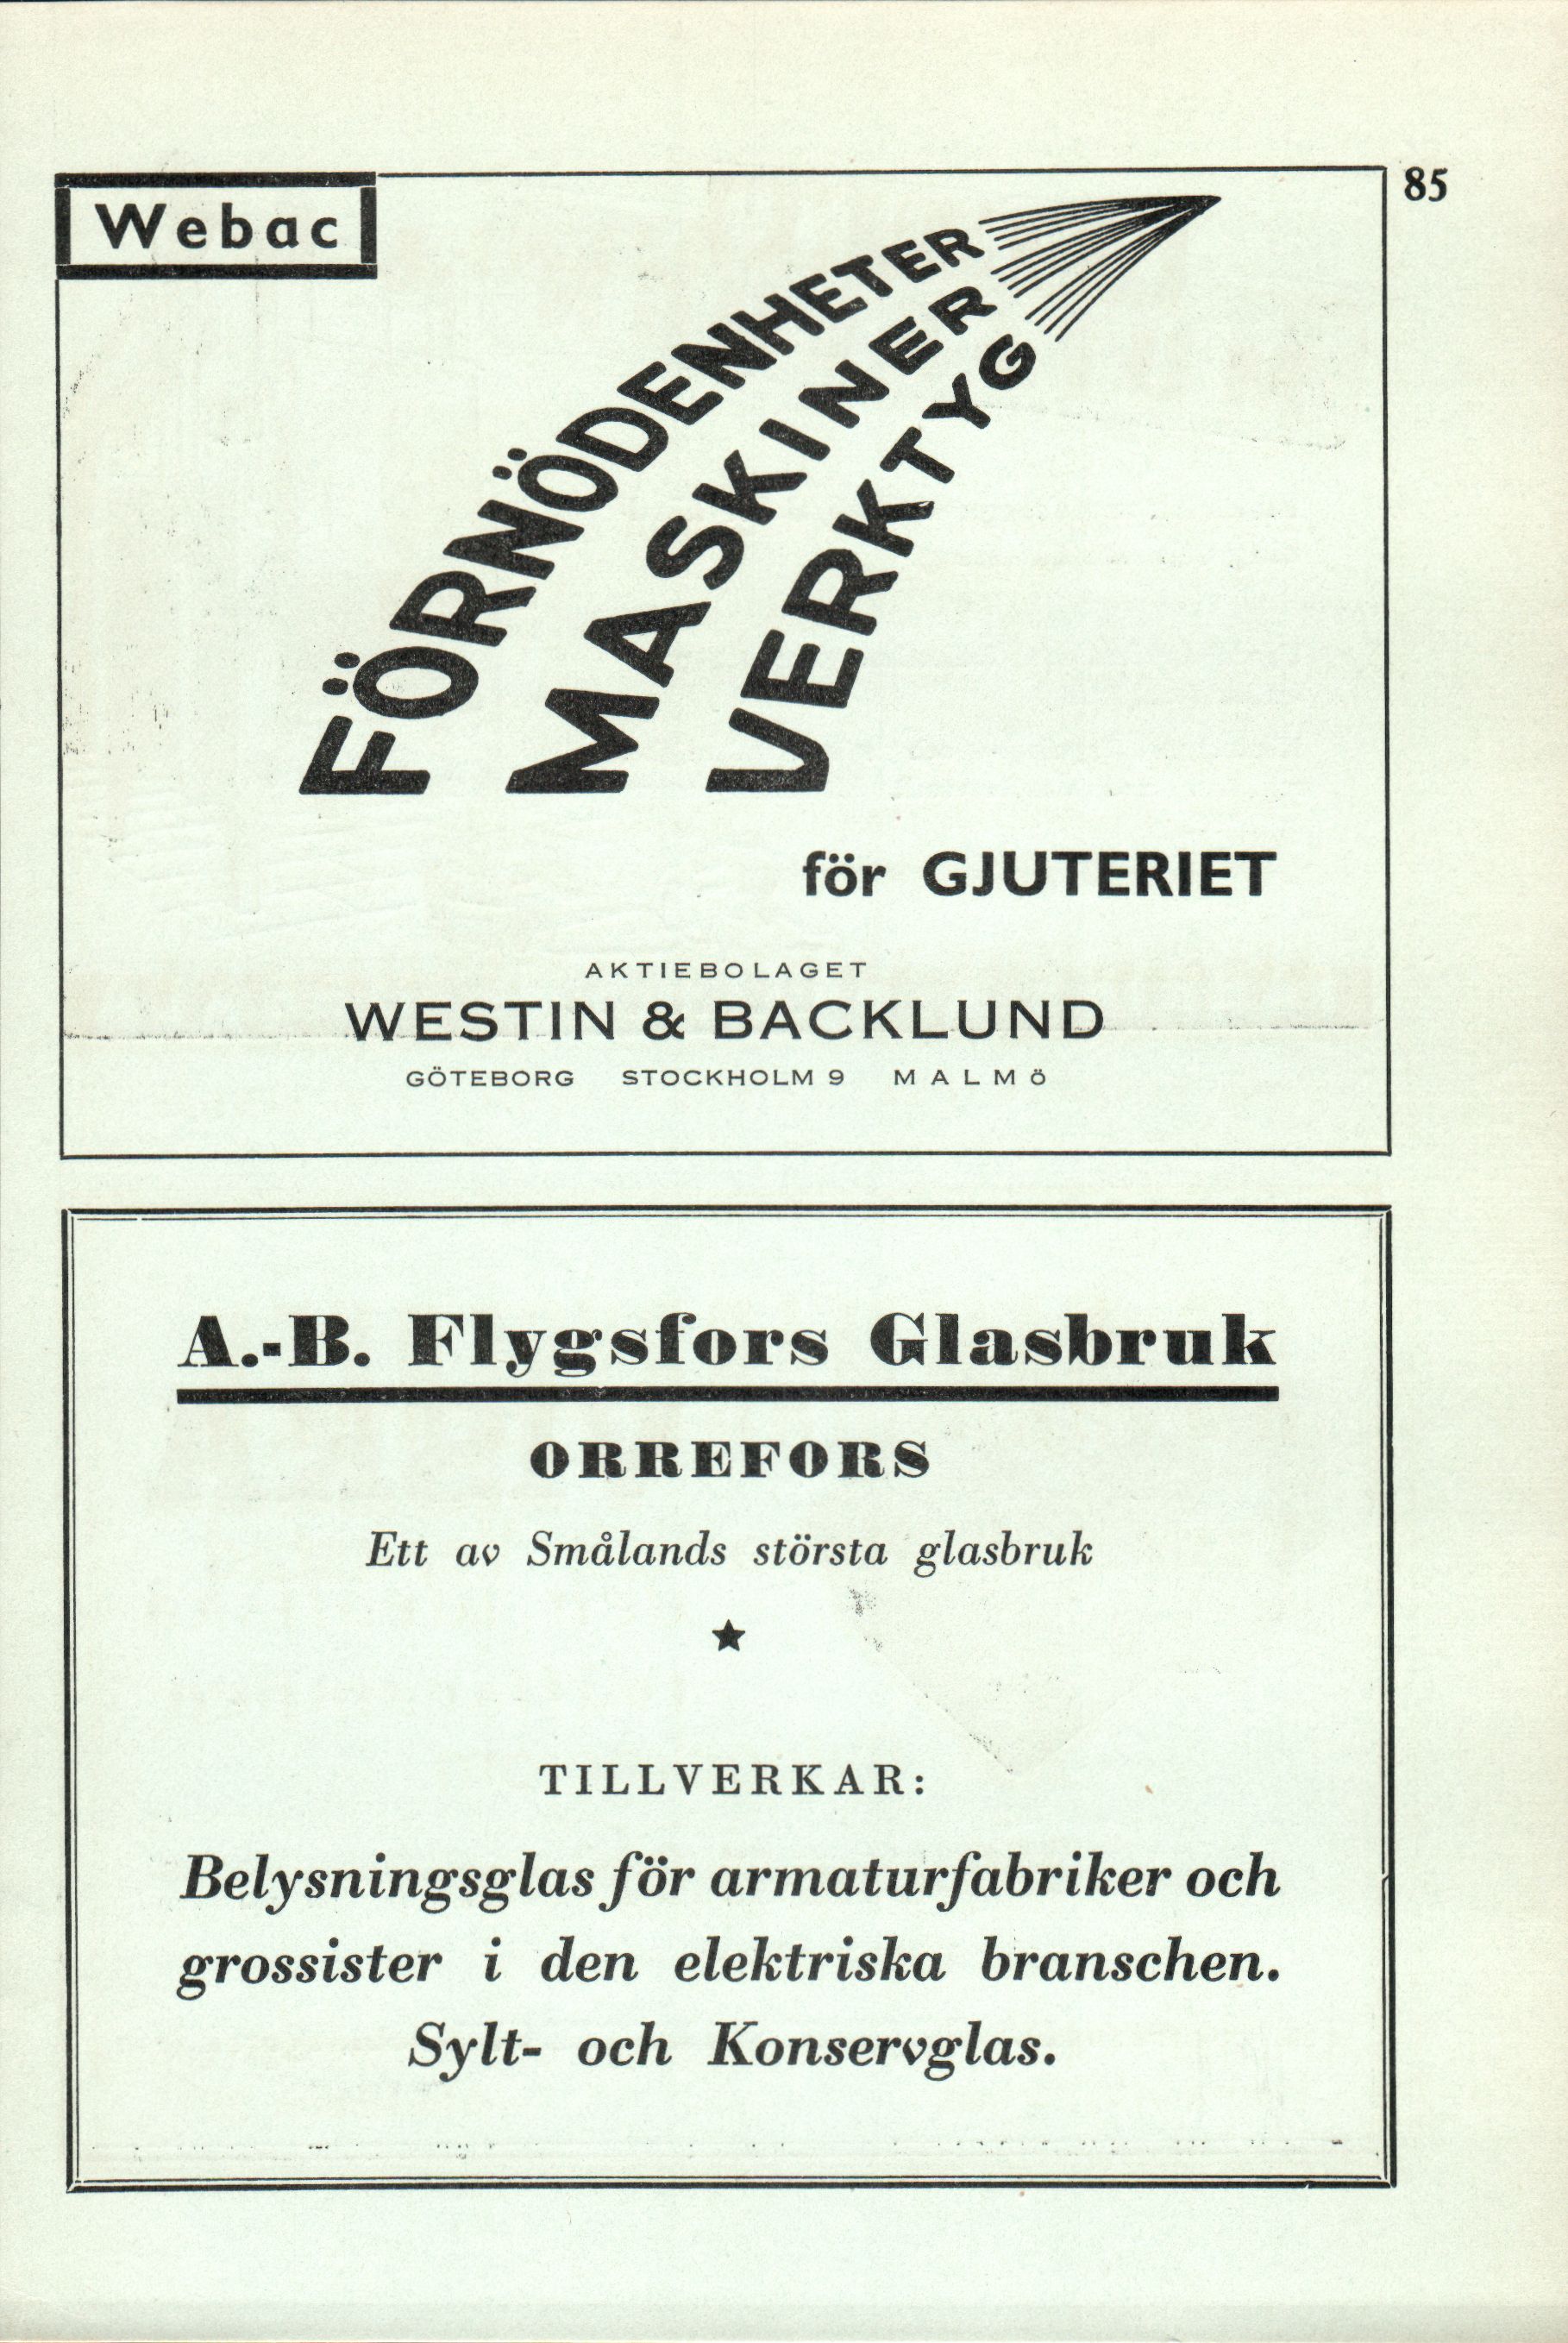 85
Webac
FÖRNÖDENHETER
MASKINER
VERKTYG
för GJUTERIET
AKTIEBOLAGET
WESTIN & BACKLUND
GÖTEBORG STOCKHOLM 9 MALMÖ
A.-B. Flygsfors Glasbruk
ORREFORS
Ett av Smålands största glasbruk
TILLVERKAR:
Belysningsglas för armaturfabriker och
grossister i den elektriska branschen.
Sylt- och Konservglas.